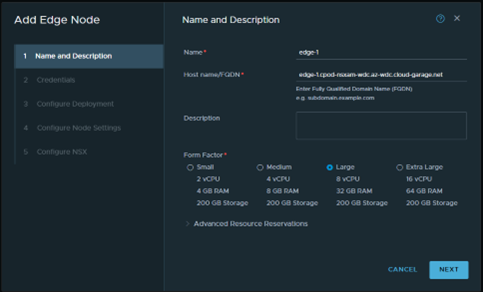 Add Edge Node
1 Name and Description
2 Credentials
3 Configure Deployment
4 Configure Node Settings
5 Configure NSX
Name and Description
Name* edge-1
Host name/FQDN* edge-1.cpod-nsxam-wdc.az-wdc.cloud-garage.net
Enter Fully Qualified Domain Name (FQDN)
e.g. subdomain.example.com
Description
Form Factor*
Small Medium Large Extra Large
2 vCPU 4 vCPU 8 vCPU 16 vCPU
4 GB RAM 8 GB RAM 32 GB RAM 64 GB RAM
200 GB Storage 200 GB Storage 200 GB Storage 200 GB Storage
> Advanced Resource Reservations
CANCEL NEXT